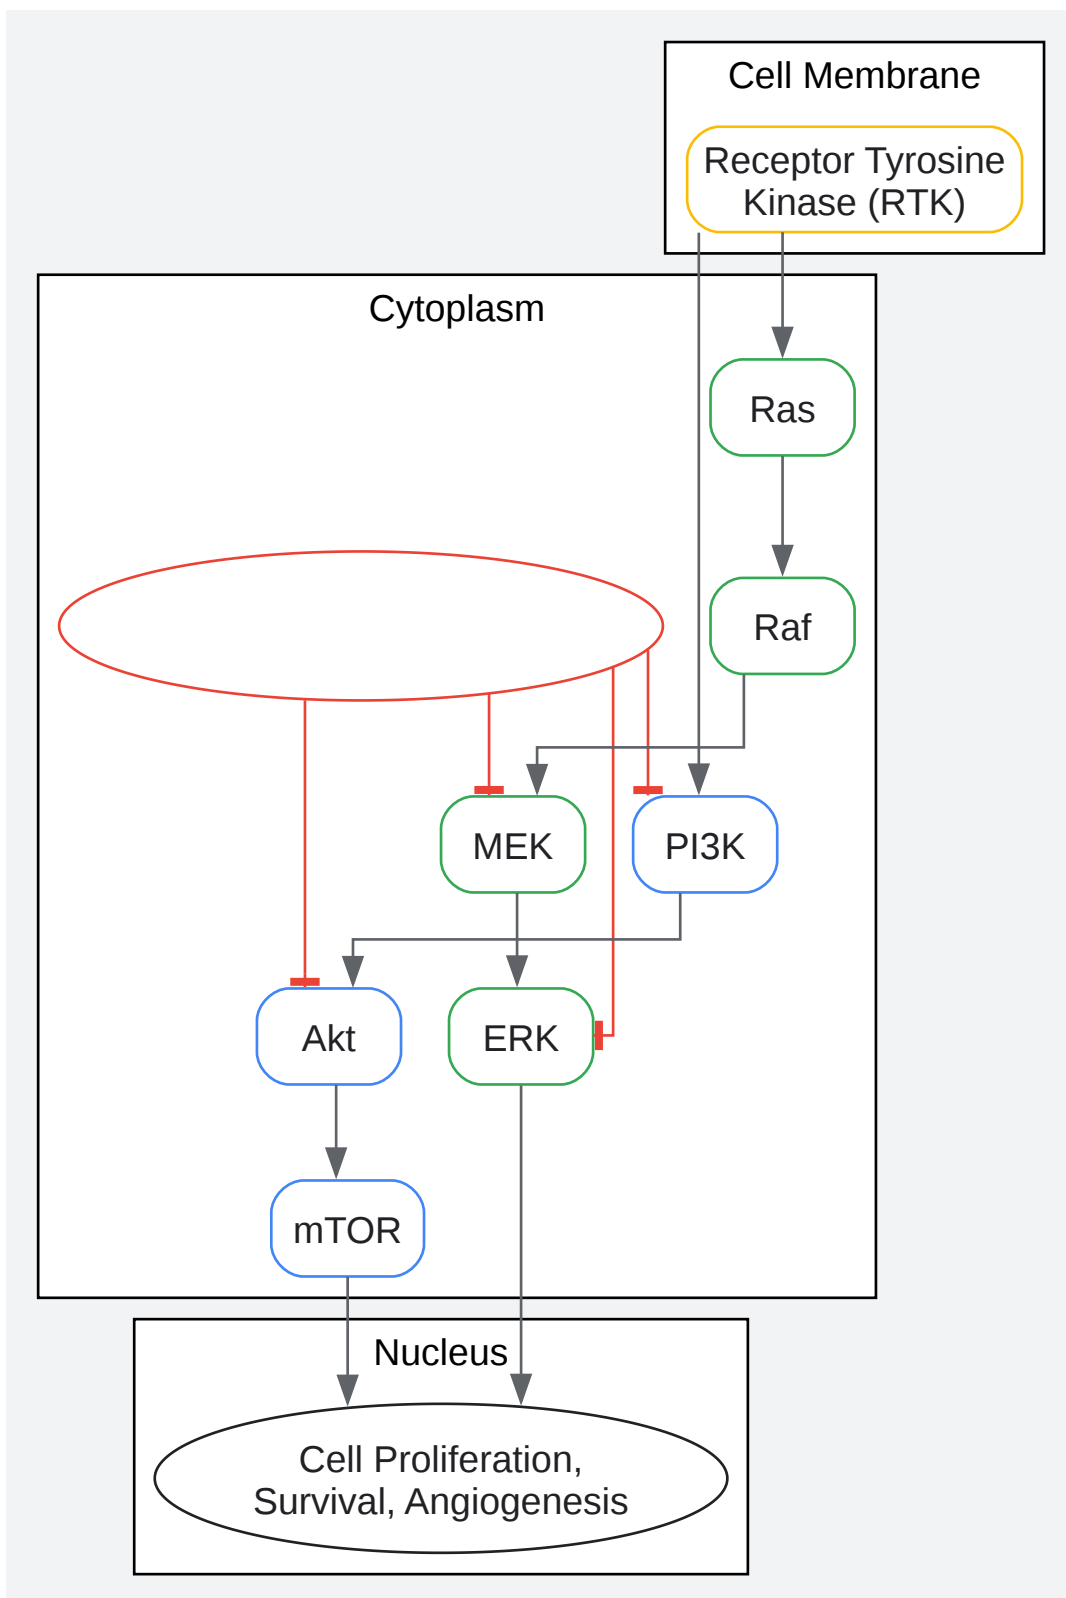 Cell Membrane
Receptor Tyrosine
Kinase (RTK)
Cytoplasm
Ras
Raf
MEK
PI3K
Akt
ERK
mTOR
Nucleus
Cell Proliferation,
Survival, Angiogenesis